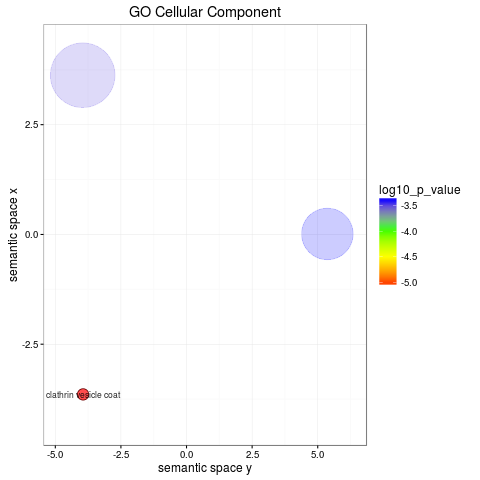 GO Cellular Component
semantic space x
2.5
0.0
-2.5
clathrin vesicle coat
-5.0
-2.5
0.0
2.5
5.0
semantic space y
log10_p_value
-3.5
-4.0
-4.5
-5.0